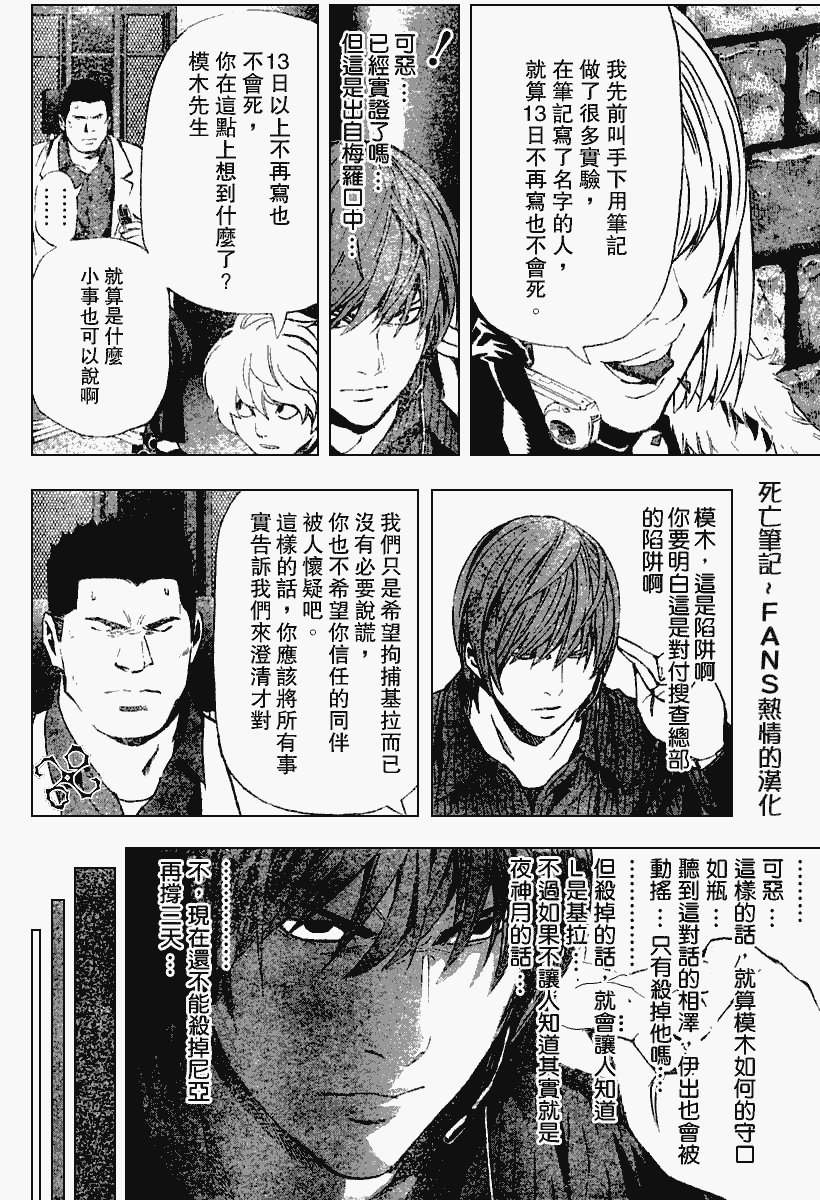 我先前叫手下用筆記
做了很多實驗，
在筆記寫了名字的人，
就算13日不再寫也不會死。
！
可惡…
已經實證了嗎…
但這是出自梅羅口中…
13日以上不再寫也
不會死，
你在這點上想到什麼了？
模木先生
……
就算是什麼
小事也可以說啊
死亡筆記~FANS熱情的漢化
模木，這是陷阱啊
你要明白這是對付搜查總部
的陷阱啊
我們只是希望拘捕基拉而已
沒有必要說謊，
你也不希望你信任的同伴
被人懷疑吧。
這樣的話，你應該將所有事
實告訴我們來澄清才對
………
可惡…
這樣的話，就算模木如何的守口
如瓶…
聽到這對話的相澤，伊出也會被
動搖…只有殺掉他嗎……
…………
但殺掉的話，就會讓人知道
L是基拉…
不過如果不讓人知道其實就是
夜神月的話…
…………
不，現在還不能殺掉尼亞
再撐三天…